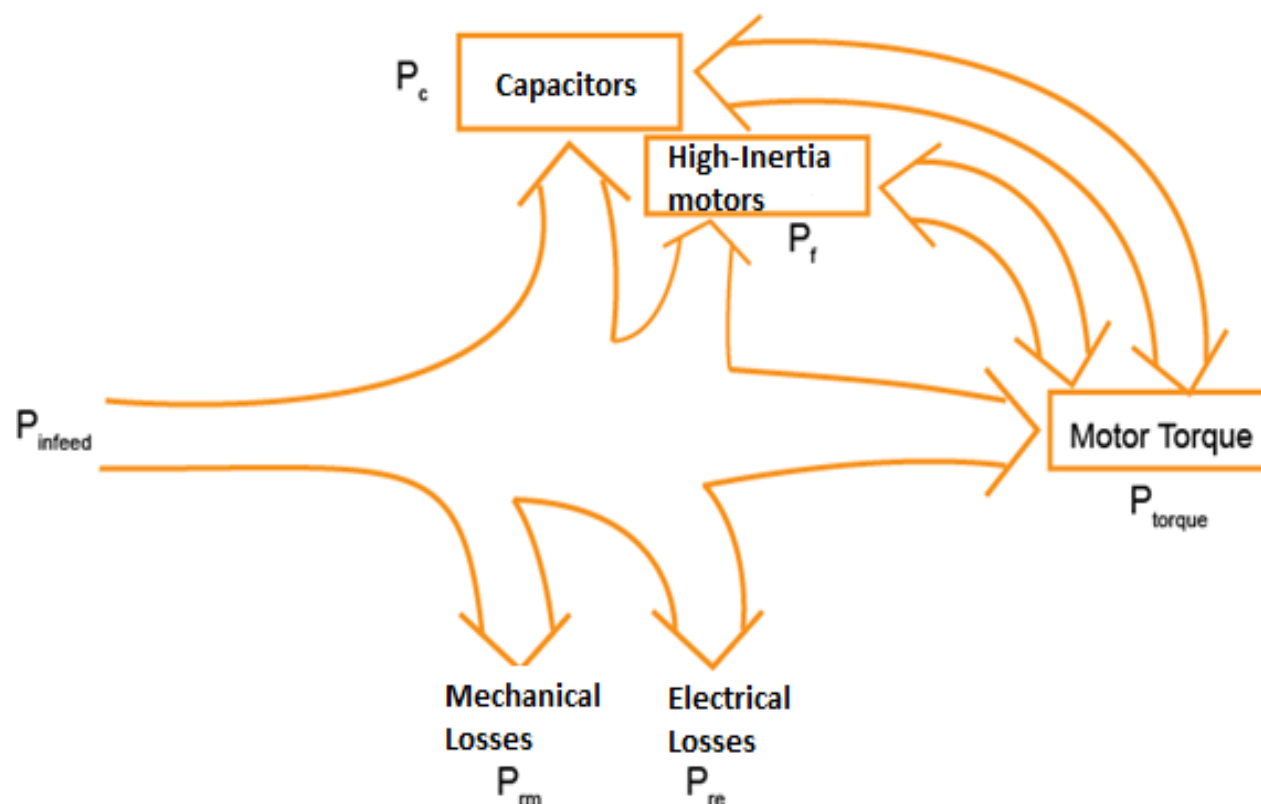 P_c
Capacitors
High-Inertia
motors
P_f
P_infeed
Motor Torque
P_torque
Mechanical
Losses
P_rm
Electrical
Losses
P_re